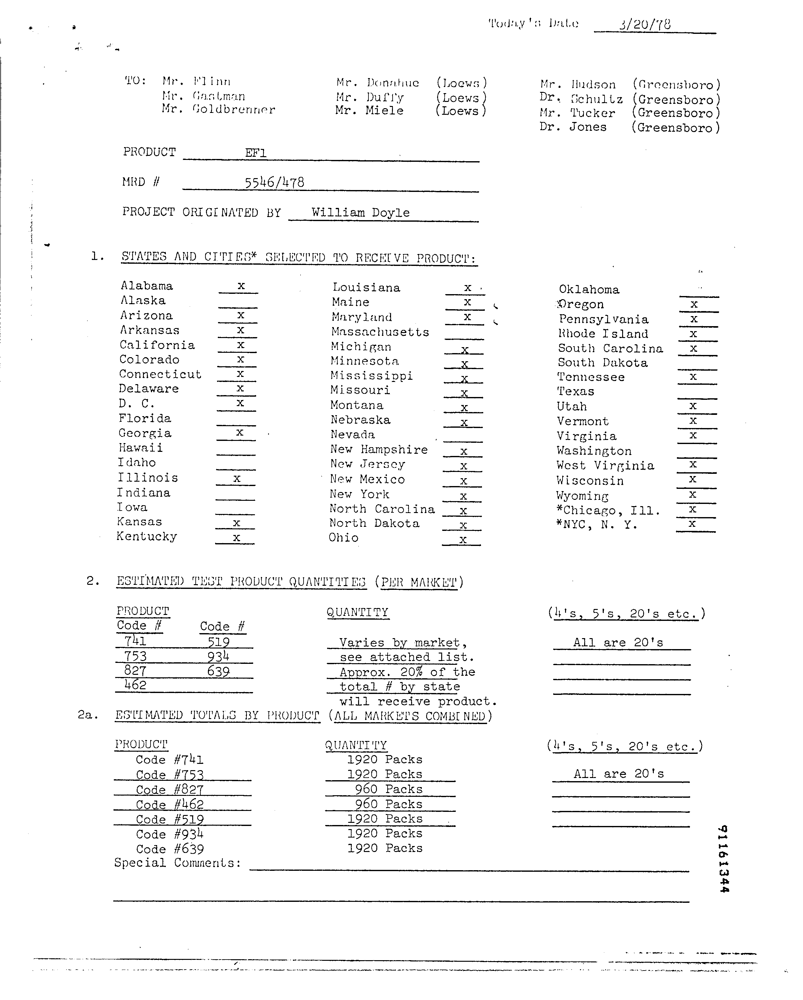 Today's Date 3/20/78
TO: Mr. Flinn Mr. Donahue (Loews) Mr. Hudson (Greensboro)
Mr. Gastman Mr. Duffy (Loews) Dr. Schultz (Greensboro)
Mr. Goldbrenner Mr. Miele (Loews) Mr. Tucker (Greensboro)
Dr. Jones (Greensboro)
PRODUCT EF1
MRD # 5546/478
PROJECT ORIGINATED BY William Doyle
1. STATES AND CITIES* SELECTED TO RECEIVE PRODUCT:
Alabama x Louisiana x Oklahoma
Alaska Maine x Oregon x
Arizona x Maryland x Pennsylvania x
Arkansas x Massachusetts Rhode Island x
California x Michigan x South Carolina x
Colorado x Minnesota x South Dakota
Connecticut x Mississippi x Tennessee x
Delaware x Missouri x Texas
D. C. x Montana x Utah x
Florida Nebraska x Vermont x
Georgia x Nevada Virginia x
Hawaii New Hampshire x Washington
Idaho New Jersey x West Virginia x
Illinois x New Mexico x Wisconsin x
Indiana New York x Wyoming x
Iowa North Carolina x *Chicago, Ill. x
Kansas x North Dakota x *NYC, N. Y. x
Kentucky x Ohio x
2. ESTIMATED TEST PRODUCT QUANTITIES (PER MARKET)
PRODUCT QUANTITY (4's, 5's, 20's etc.)
Code # Code #
741 519 Varies by market, All are 20's
753 934 see attached list.
827 639 Approx. 20% of the
462 total # by state
will receive product.
2a. ESTIMATED TOTALS BY PRODUCT (ALL MARKETS COMBINED)
PRODUCT QUANTITY (4's, 5's, 20's etc.)
Code #741 1920 Packs
Code #753 1920 Packs All are 20's
Code #827 960 Packs
Code #462 960 Packs
Code #519 1920 Packs
Code #934 1920 Packs
Code #639 1920 Packs
Special Comments:
91161344